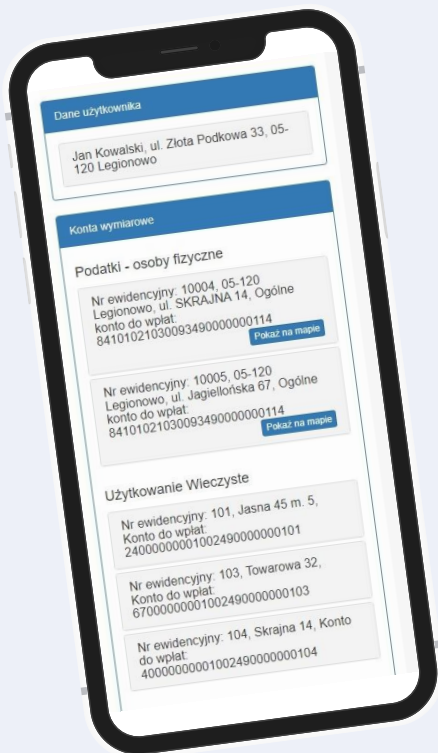 Dane użytkownika
Jan Kowalski, ul. Złota Podkowa 33, 05-
120 Legionowo
Konta wymiarowe
Podatki - osoby fizyczne
Nr ewidencyjny: 10004, 05-120
Legionowo, ul. SKRAJNA 14, Ogólne
konto do wpłat:
84101021030093490000000114
Pokaż na mapie
Nr ewidencyjny: 10005, 05-120
Legionowo, ul. Jagiellońska 67, Ogólne
konto do wpłat:
84101021030093490000000114
Pokaż na mapie
Użytkowanie Wieczyste
Nr ewidencyjny: 101, Jasna 45 m. 5,
Konto do wpłat:
24000000001002490000000101
Nr ewidencyjny: 103, Towarowa 32,
Konto do wpłat:
67000000001002490000000103
Nr ewidencyjny: 104, Skrajna 14, Konto
do wpłat:
40000000001002490000000104